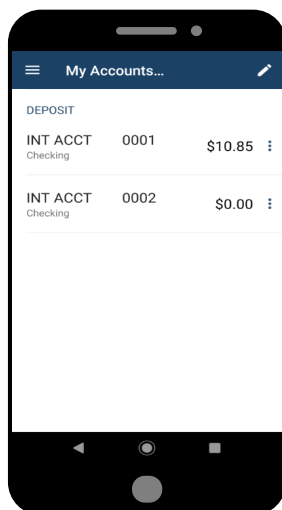 My Accounts...
DEPOSIT
INT ACCT 0001 $10.85
Checking
INT ACCT 0002 $0.00
Checking